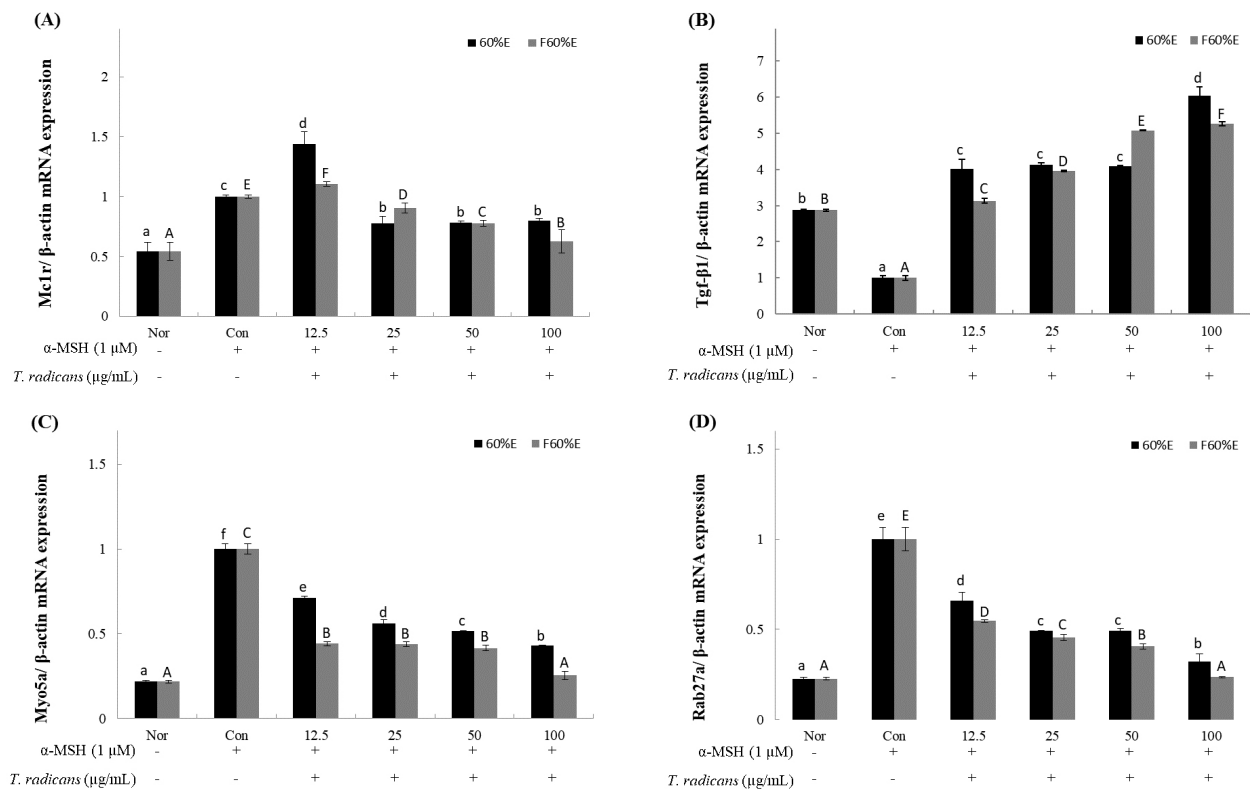 (A)
60%E F60%E
Mc1r/ β-actin mRNA expression
2
1.5
1
0.5
0
a A c E d F b D b C b B
Nor Con 12.5 25 50 100
α-MSH (1 μM) - + + + + +
T. radicans (μg/mL) - - + + + +
(B)
60%E F60%E
Tgf-β1/ β-actin mRNA expression
7
6
5
4
3
2
1
0
b B a A c C c D c E d F
Nor Con 12.5 25 50 100
α-MSH (1 μM) - + + + + +
T. radicans (μg/mL) - - + + + +
(C)
60%E F60%E
Myo5a/ β-actin mRNA expression
1.5
1
0.5
0
a A f C e B d B c B b A
Nor Con 12.5 25 50 100
α-MSH (1 μM) - + + + + +
T. radicans (μg/mL) - - + + + +
(D)
60%E F60%E
Rab27a/ β-actin mRNA expression
1.5
1
0.5
0
a A e E d D c C c B b A
Nor Con 12.5 25 50 100
α-MSH (1 μM) - + + + + +
T. radicans (μg/mL) - - + + + +